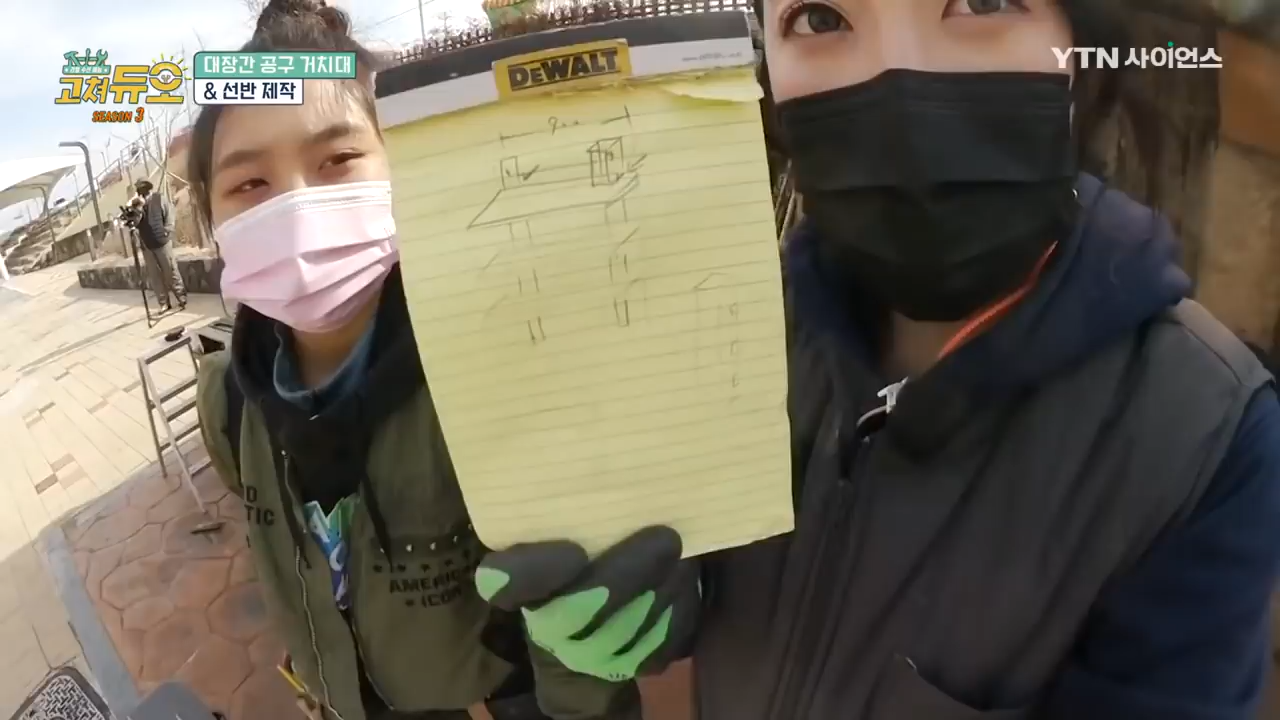 고쳐듀오
SEASON 3
대장간 공구 거치대
& 선반 제작
YTN 사이언스
DEWALT
900
AMERICAN
ICON